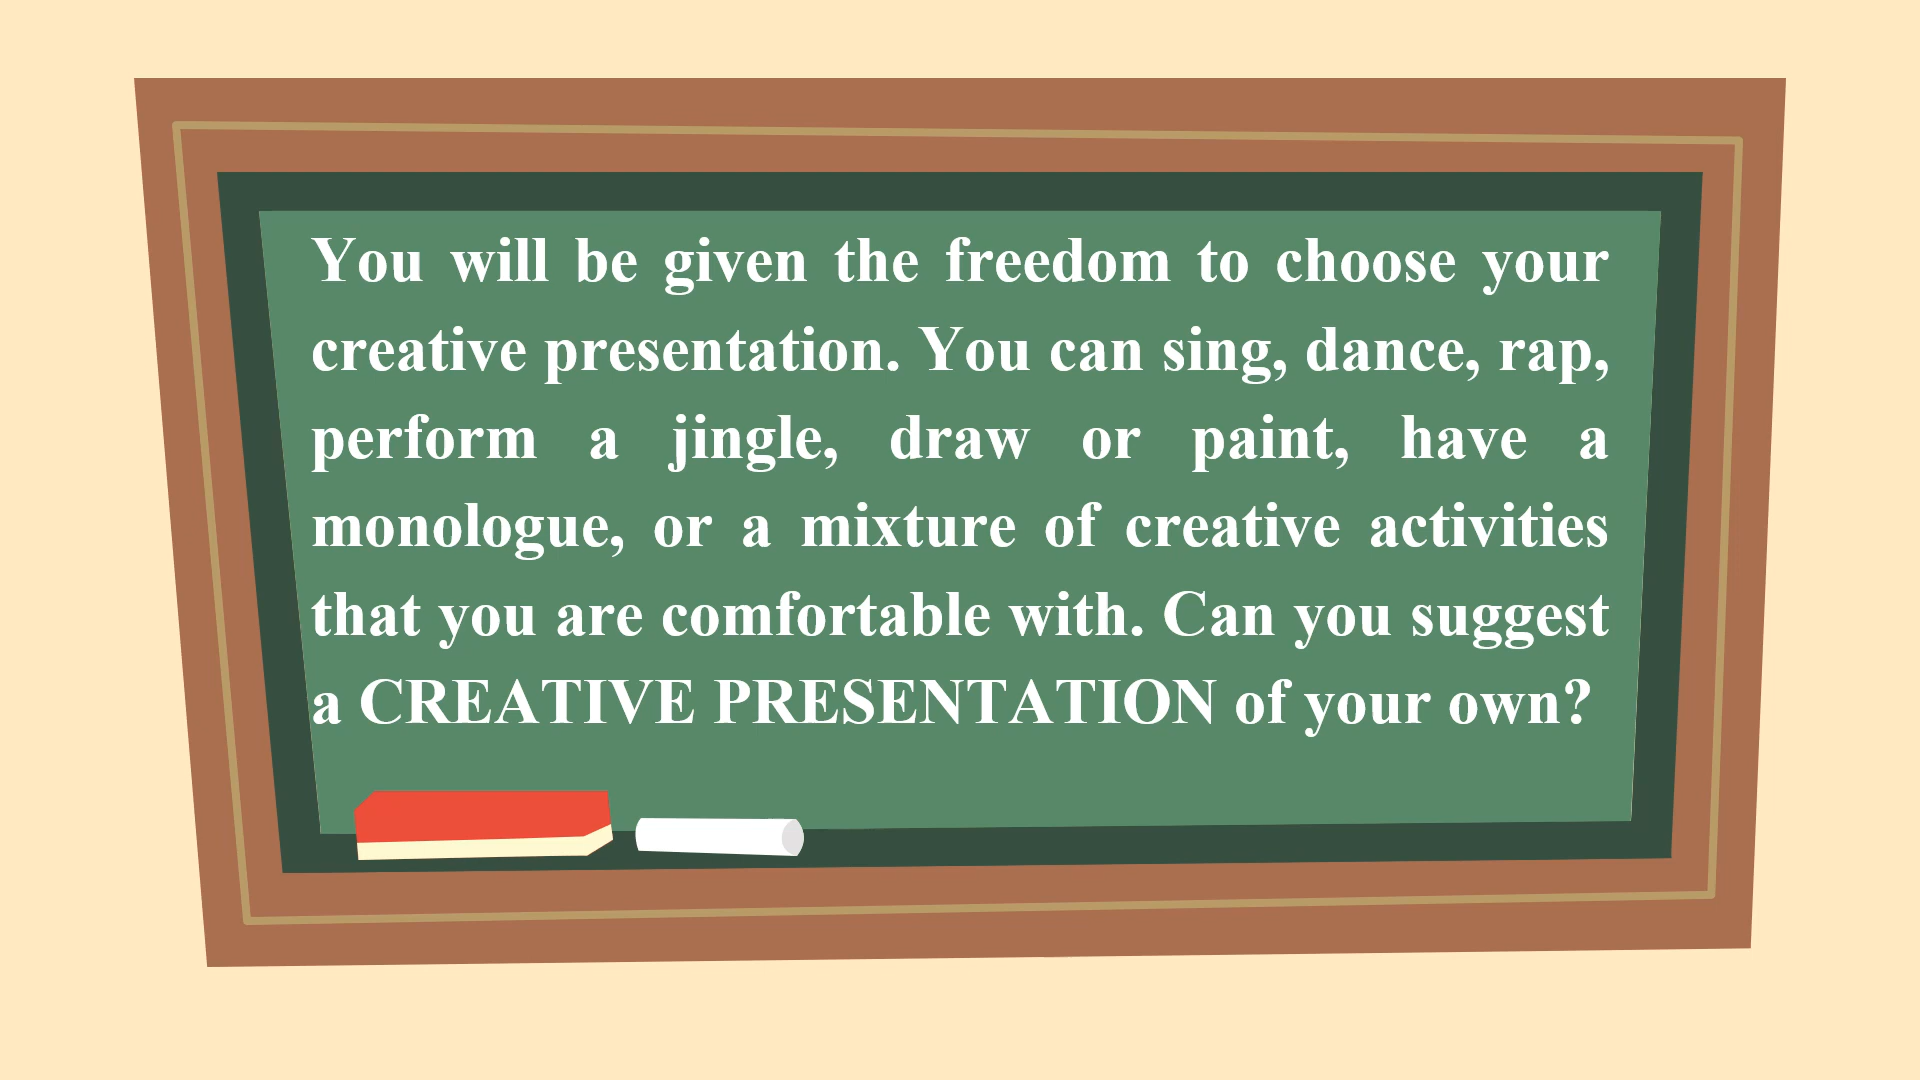 You will be given the freedom to choose your
creative presentation. You can sing, dance, rap,
perform a jingle, draw or paint, have a
monologue, or a mixture of creative activities
that you are comfortable with. Can you suggest
a CREATIVE PRESENTATION of your own?